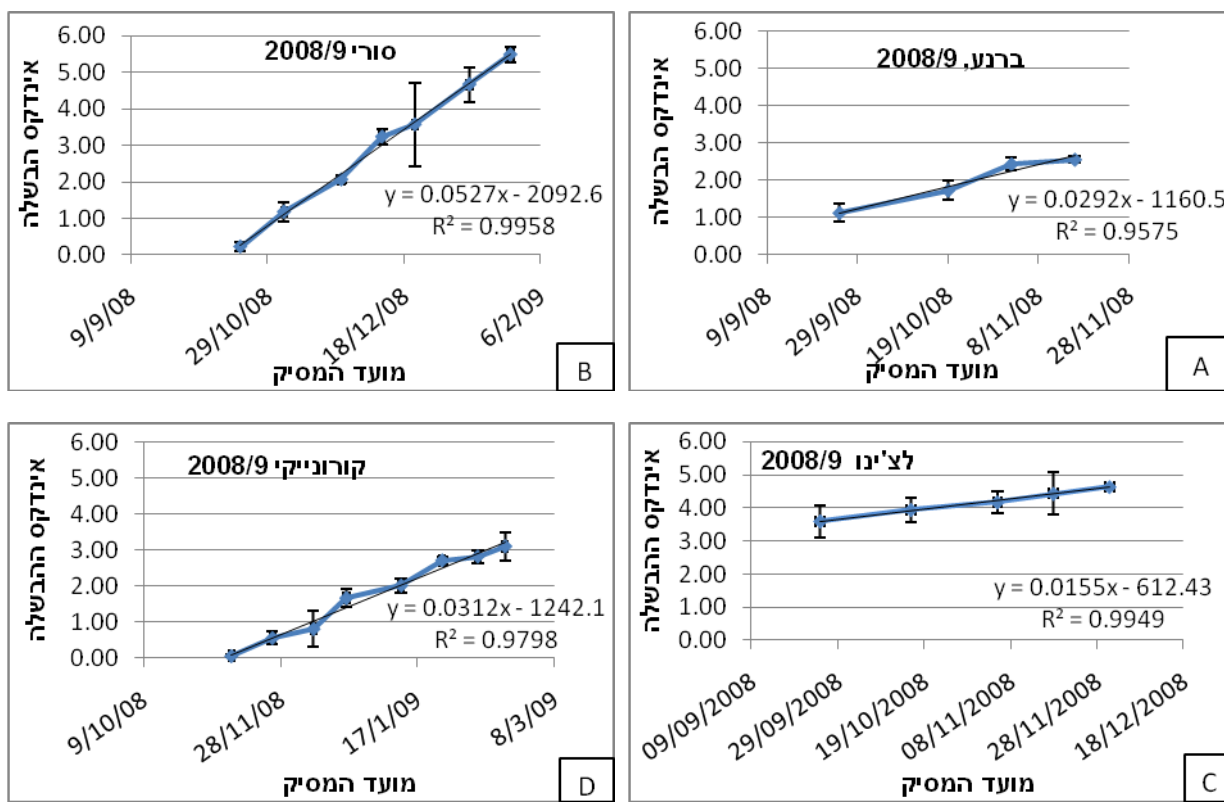 ברנע, 2008/9
אינדקס הבשלה
6.00
5.00
4.00
3.00
2.00
1.00
0.00
y = 0.0292x - 1160.5
R² = 0.9575
9/9/08
29/9/08
19/10/08
8/11/08
28/11/08
מועד המסיק
A
סורי 2008/9
אינדקס הבשלה
6.00
5.00
4.00
3.00
2.00
1.00
0.00
y = 0.0527x - 2092.6
R² = 0.9958
9/9/08
29/10/08
18/12/08
6/2/09
מועד המסיק
B
לצ'ינו 2008/9
אינדקס ההבשלה
6.00
5.00
4.00
3.00
2.00
1.00
0.00
y = 0.0155x - 612.43
R² = 0.9949
09/09/2008
29/09/2008
19/10/2008
08/11/2008
28/11/2008
18/12/2008
מועד המסיק
C
קורונייקי 2008/9
אינדקס ההבשלה
6.00
5.00
4.00
3.00
2.00
1.00
0.00
y = 0.0312x - 1242.1
R² = 0.9798
9/10/08
28/11/08
17/1/09
8/3/09
מועד המסיק
D